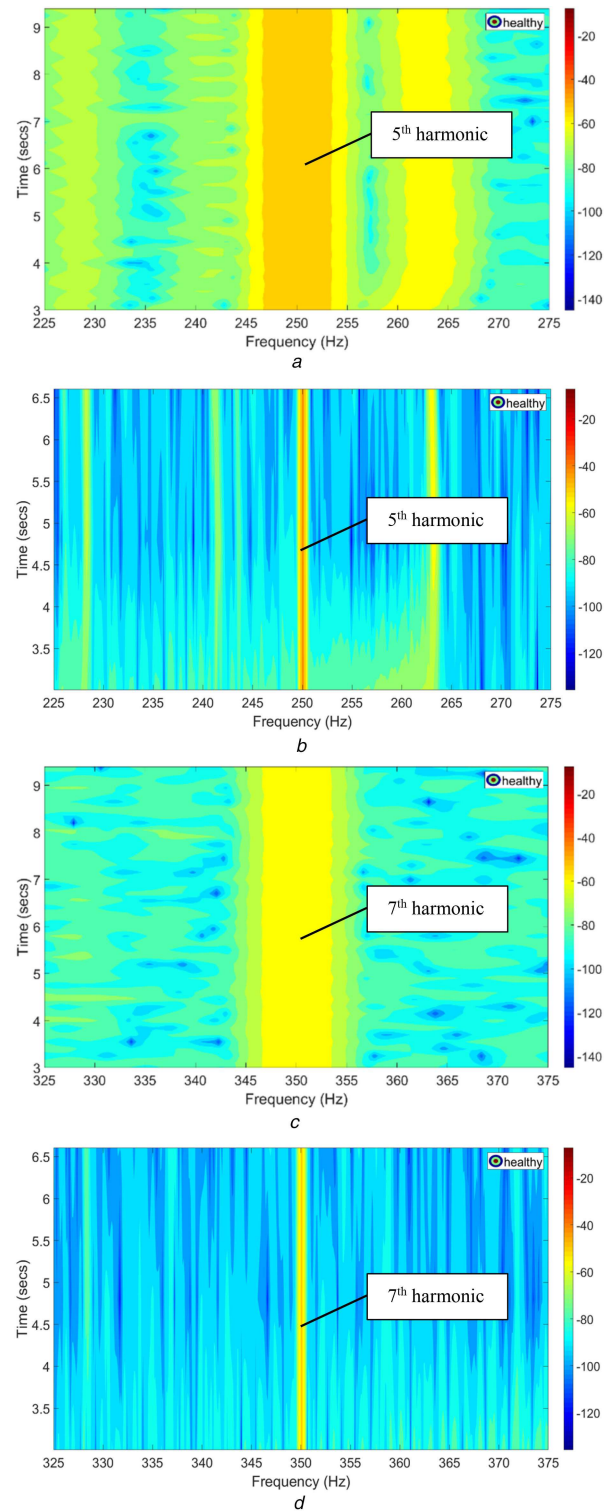 healthy
9
8
7
6
5
4
3
Time (secs)
5th harmonic
225 230 235 240 245 250 255 260 265 270 275
Frequency (Hz)
-20
-40
-60
-80
-100
-120
-140
a
healthy
6.5
6
5.5
5
4.5
4
3.5
Time (secs)
5th harmonic
225 230 235 240 245 250 255 260 265 270 275
Frequency (Hz)
-20
-40
-60
-80
-100
-120
b
healthy
9
8
7
6
5
4
3
Time (secs)
7th harmonic
325 330 335 340 345 350 355 360 365 370 375
Frequency (Hz)
-20
-40
-60
-80
-100
-120
-140
c
healthy
6.5
6
5.5
5
4.5
4
3.5
Time (secs)
7th harmonic
325 330 335 340 345 350 355 360 365 370 375
Frequency (Hz)
-20
-40
-60
-80
-100
-120
d